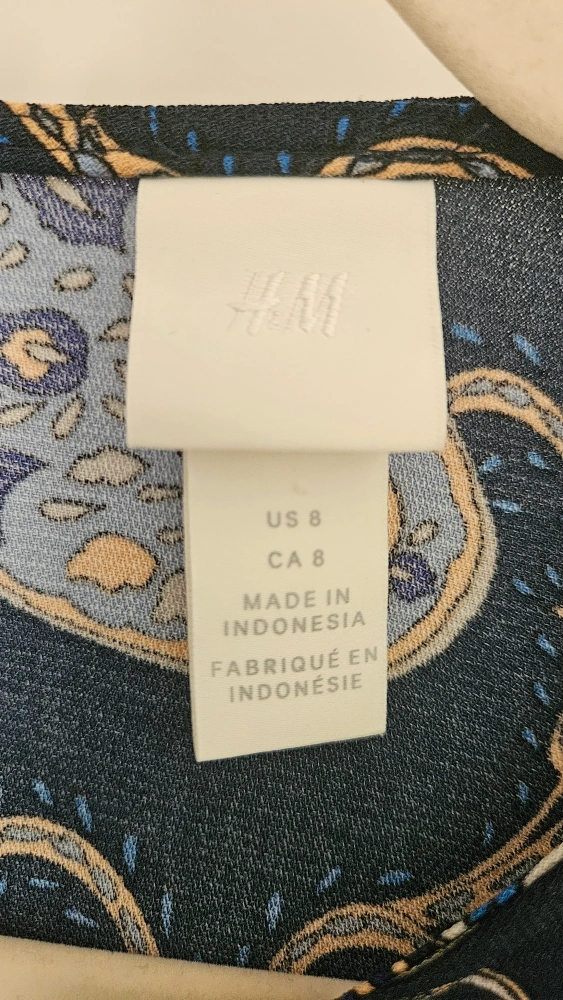 H&M
US 8
CA 8
MADE IN
INDONESIA
FABRIQUÉ EN
INDONÉSIE